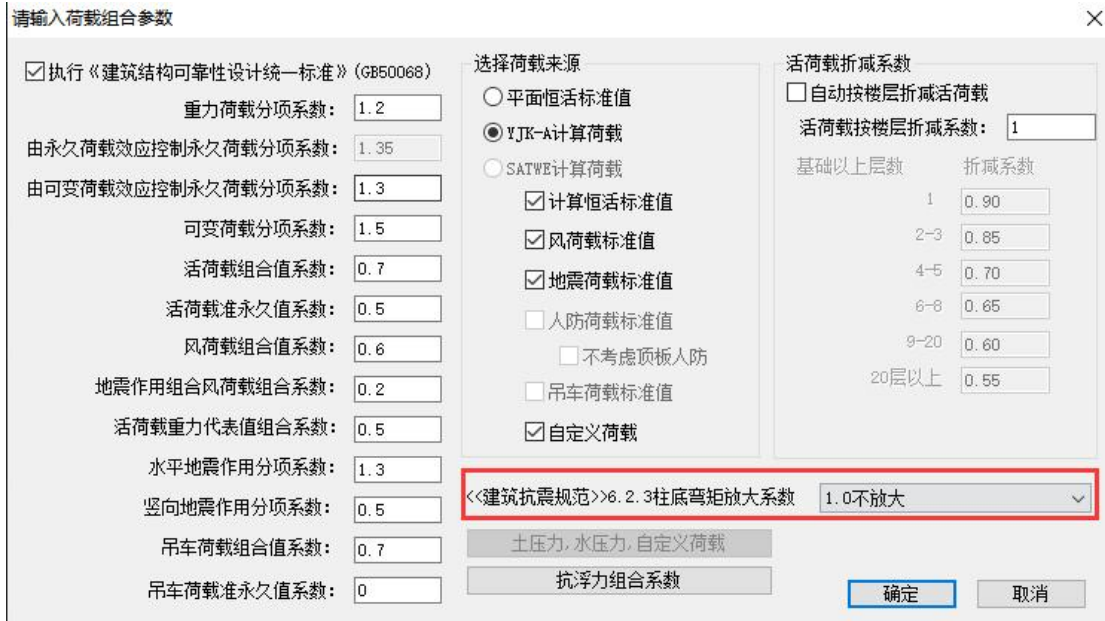 请输入荷载组合参数
执行《建筑结构可靠性设计统一标准》(GB50068)
重力荷载分项系数: 1.2
由永久荷载效应控制永久荷载分项系数: 1.35
由可变荷载效应控制永久荷载分项系数: 1.3
可变荷载分项系数: 1.5
活荷载组合值系数: 0.7
活荷载准永久值系数: 0.5
风荷载组合值系数: 0.6
地震作用组合风荷载组合系数: 0.2
活荷载重力代表值组合系数: 0.5
水平地震作用分项系数: 1.3
竖向地震作用分项系数: 0.5
吊车荷载组合值系数: 0.7
吊车荷载准永久值系数: 0
选择荷载来源
平面恒活标准值
YJK-A计算荷载
SATWE计算荷载
计算恒活标准值
风荷载标准值
地震荷载标准值
人防荷载标准值
不考虑顶板人防
吊车荷载标准值
自定义荷载
活荷载折减系数
自动按楼层折减活荷载
活荷载按楼层折减系数: 1
基础以上层数 折减系数
1 0.90
2-3 0.85
4-5 0.70
6-8 0.65
9-20 0.60
20层以上 0.55
<<建筑抗震规范>>6.2.3柱底弯矩放大系数 1.0不放大
土压力,水压力,自定义荷载
抗浮力组合系数
确定 取消